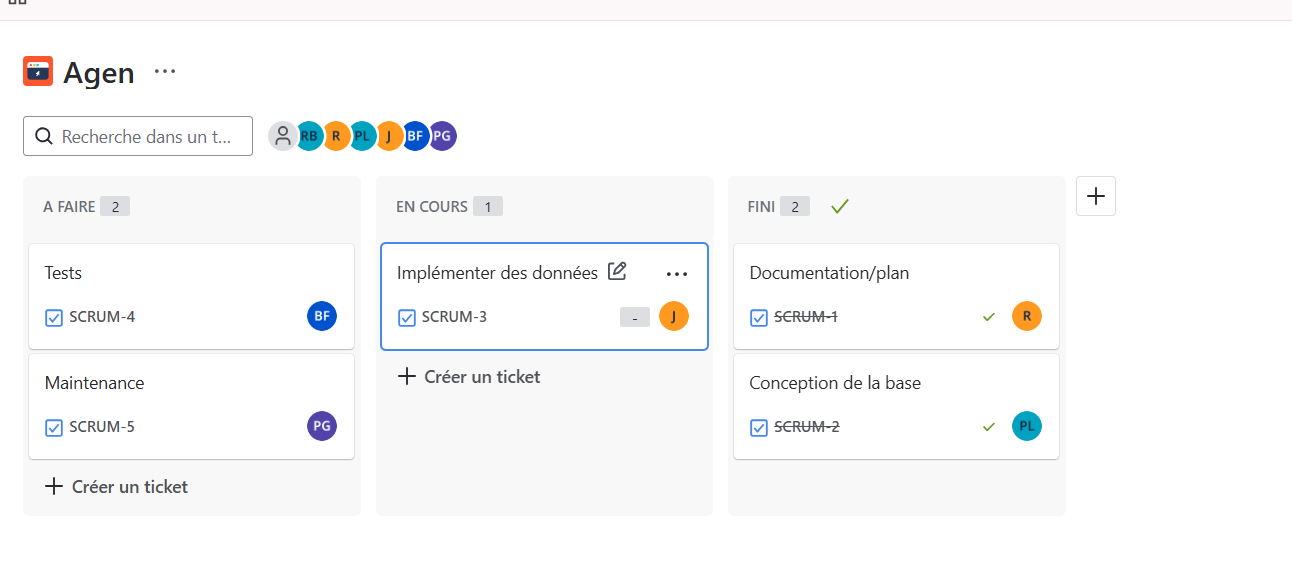 Agen
Recherche dans un t...
RB R PL J BF PG
A FAIRE 2
Tests
SCRUM-4
BF
Maintenance
SCRUM-5
PG
Créer un ticket
EN COURS 1
Implémenter des données
SCRUM-3
-
J
Créer un ticket
FINI 2
Documentation/plan
SCRUM-1
R
Conception de la base
SCRUM-2
PL